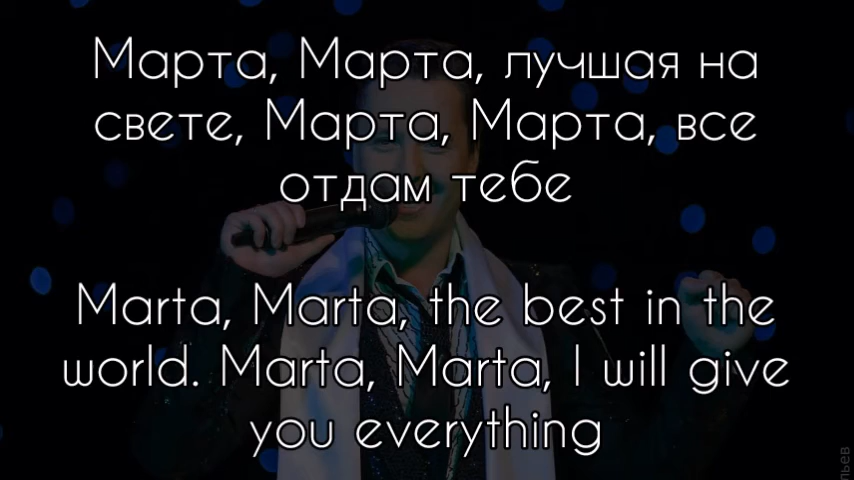 Марта, Марта, лучшая на
свете, Марта, Марта, все
отдам тебе
Marta, Marta, the best in the
world. Marta, Marta, I will give
you everything
льев